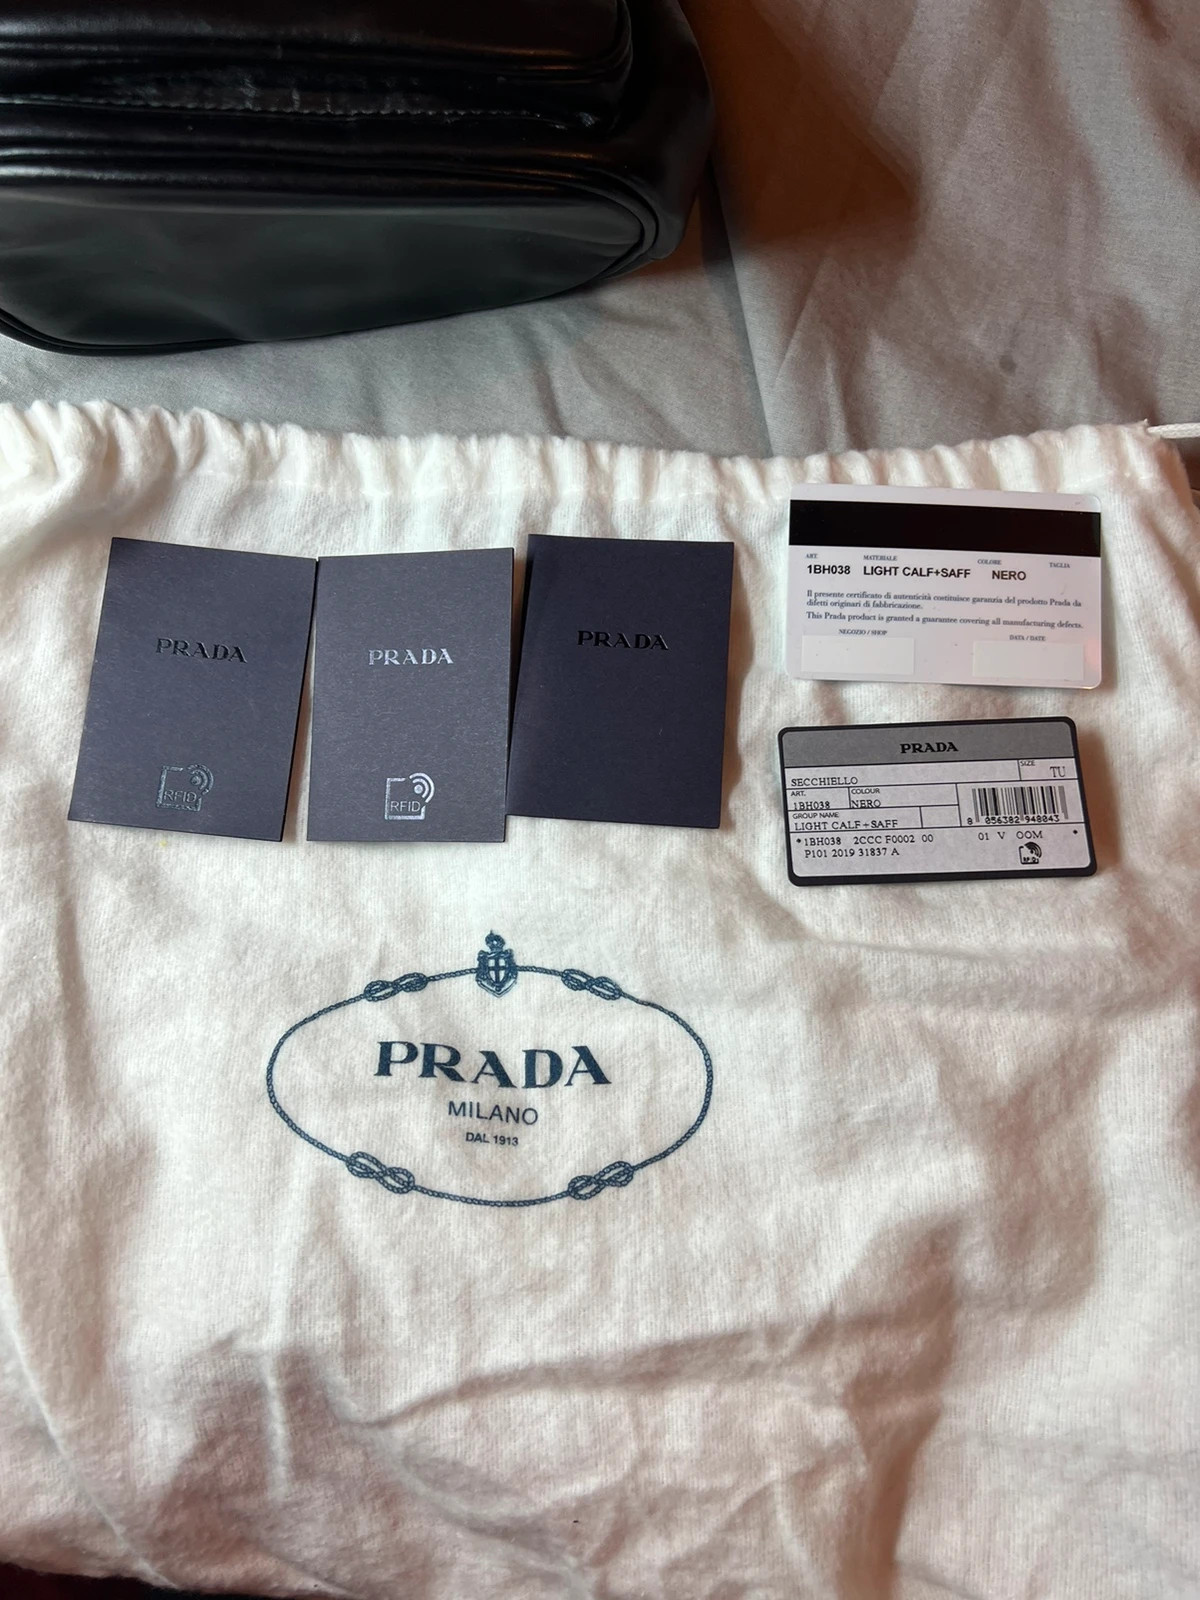 PRADA
RFID
PRADA
RFID
PRADA
ART. MATERIALE COLORE TAGLIA
1BH038 LIGHT CALF+SAFF NERO
Il presente certificato di autenticità costituisce garanzia del prodotto Prada da
difetti originari di fabbricazione.
This Prada product is granted a guarantee covering all manufacturing defects.
NEGOZIO / SHOP DATA / DATE
PRADA
SIZE
SECCHIELLO TU
ART. COLOUR
1BH038 NERO
GROUP NAME
LIGHT CALF+SAFF
8 056382 948043
*1BH038 2CCC F0002 00 01 V OOM *
P101 2019 31837 A
RFID
PRADA
MILANO
DAL 1913